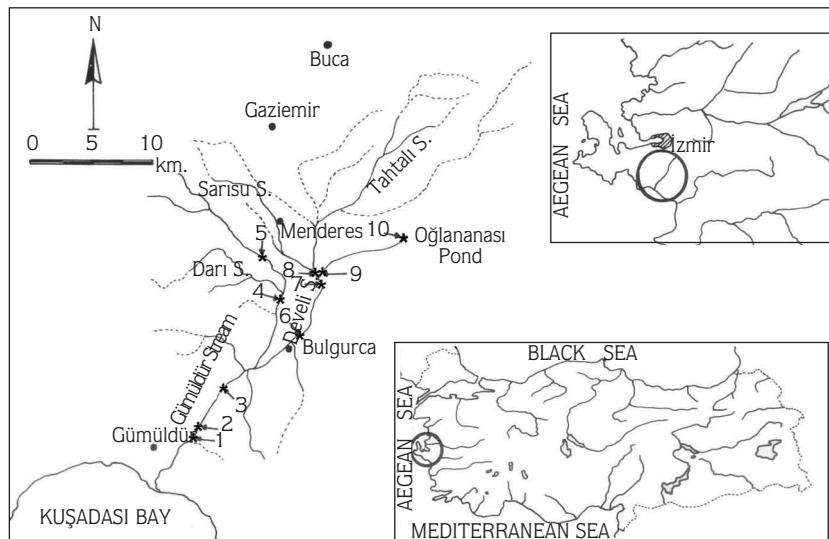 N
0 5 10
km.
Buca
Gaziemir
Tahtalı S.
Sarısu S.
Menderes
10
Oğlananası
Pond
5
Darı S.
8
9
7
4
Develi S.
6
Bulgurca
Gümüldür Stream
3
2
Gümüldü
1
KUŞADASI BAY
AEGEAN SEA
İzmir
BLACK SEA
AEGEAN SEA
MEDITERRANEAN SEA